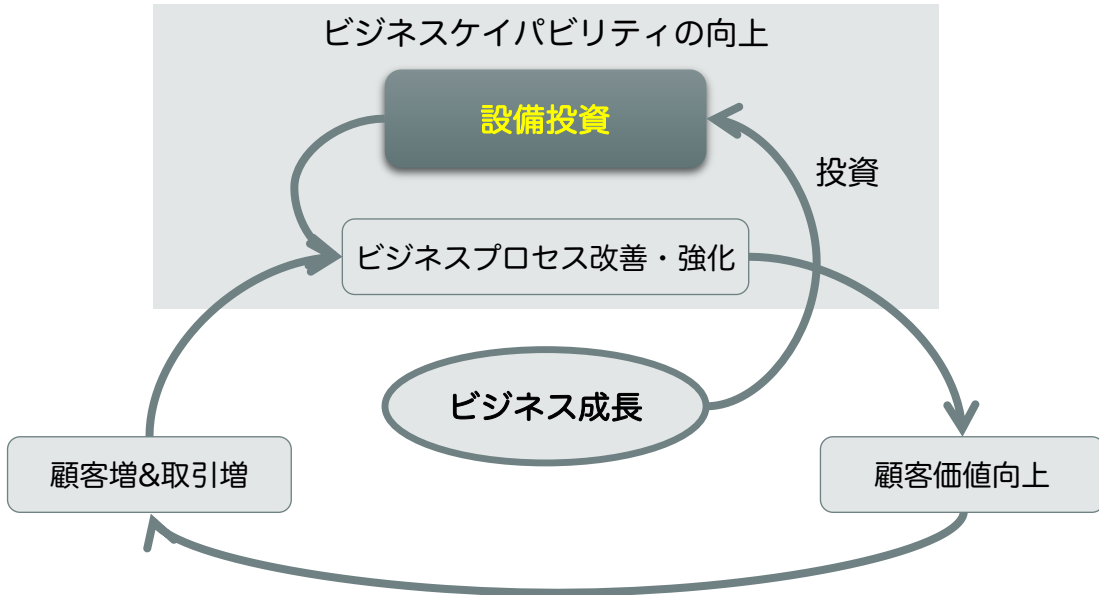 ビジネスケイパビリティの向上
設備投資
投資
ビジネスプロセス改善・強化
ビジネス成長
顧客増&取引増
顧客価値向上